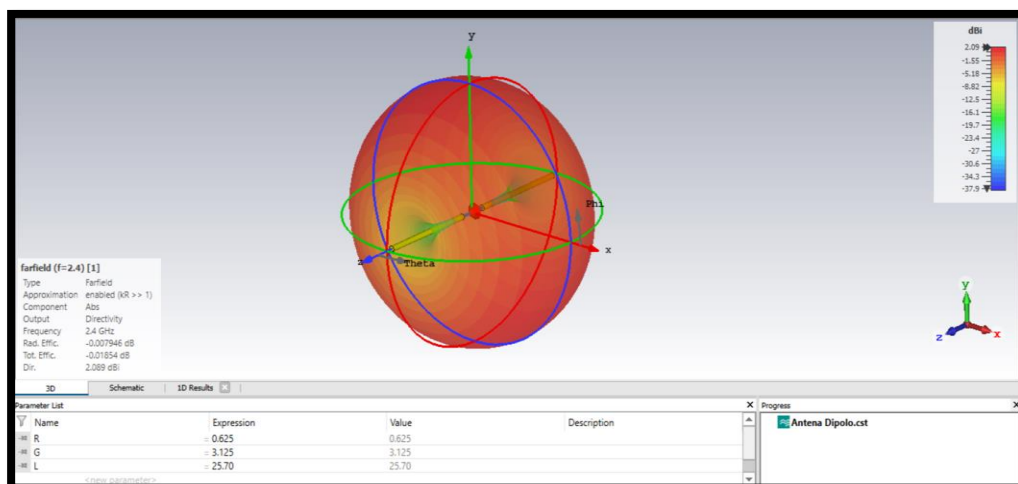 y
dBi
2.09
-1.55
-5.18
-8.82
-12.5
-16.1
-19.7
-23.4
-27
-30.6
-34.3
-37.9
Phi
x
z
Theta
farfield (f=2.4) [1]
Type Farfield
Approximation enabled (kR >> 1)
Component Abs
Output Directivity
Frequency 2.4 GHz
Rad. Effic. -0.007946 dB
Tot. Effic. -0.01854 dB
Dir. 2.089 dBi
y
z
x
3D Schematic 1D Results
Parameter List
Name Expression Value Description
R = 0.625 0.625
G = 3.125 3.125
L = 25.70 25.70
<new parameter>
Progress
Antena Dipolo.cst